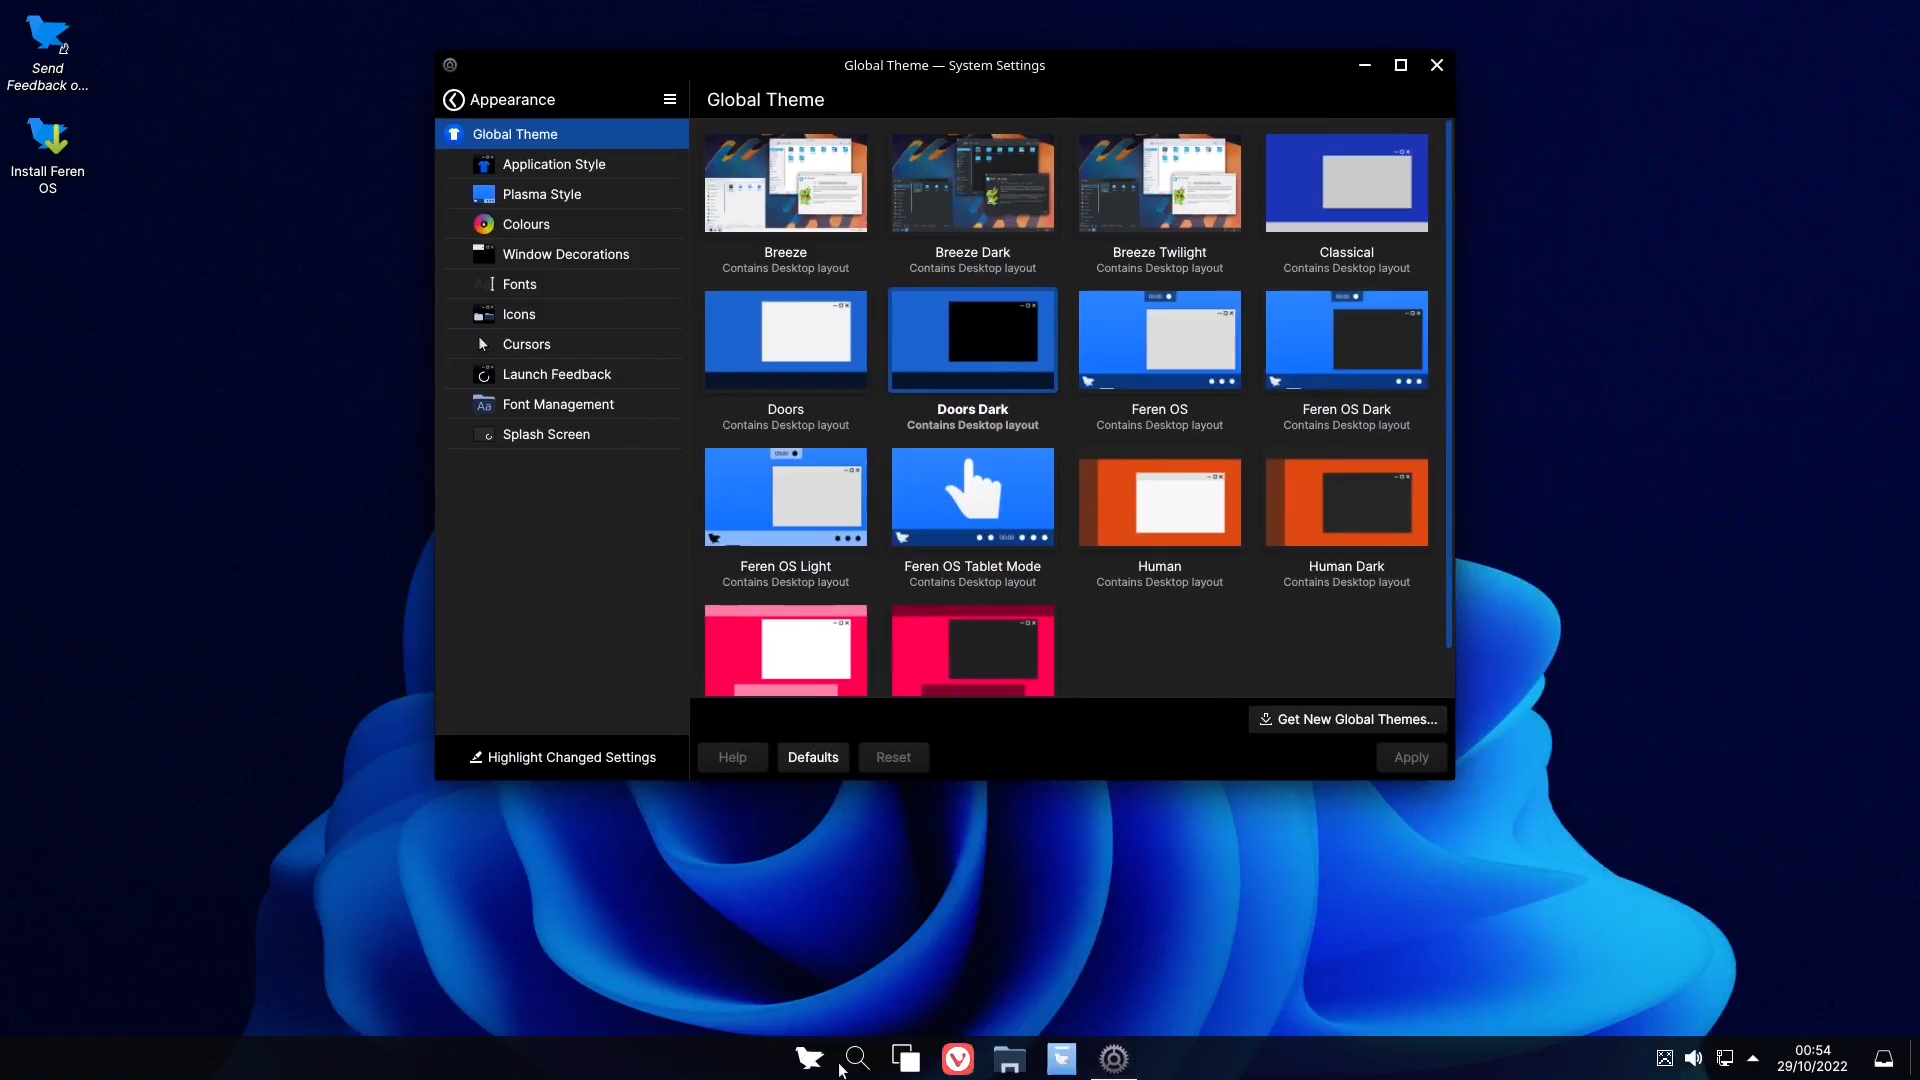 Send
Feedback o...
Install Feren
OS
Global Theme — System Settings
Appearance
Global Theme
Global Theme
Application Style
Plasma Style
Colours
Window Decorations
Fonts
Icons
Cursors
Launch Feedback
Font Management
Splash Screen
Highlight Changed Settings
Breeze
Contains Desktop layout
Breeze Dark
Contains Desktop layout
Breeze Twilight
Contains Desktop layout
Classical
Contains Desktop layout
Doors
Contains Desktop layout
Doors Dark
Contains Desktop layout
Feren OS
Contains Desktop layout
Feren OS Dark
Contains Desktop layout
Feren OS Light
Contains Desktop layout
Feren OS Tablet Mode
Contains Desktop layout
Human
Contains Desktop layout
Human Dark
Contains Desktop layout
Get New Global Themes...
Help
Defaults
Reset
Apply
00:54
29/10/2022